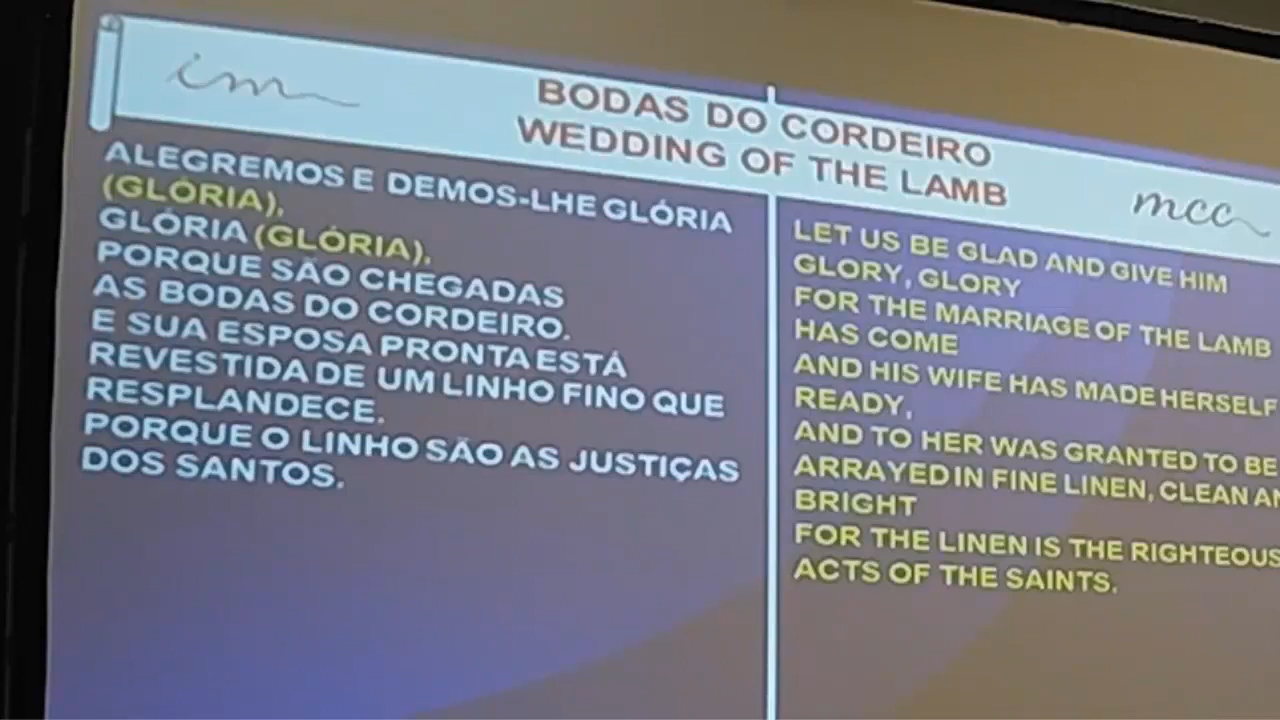 im
BODAS DO CORDEIRO
WEDDING OF THE LAMB
mcc
ALEGREMOS E DEMOS-LHE GLÓRIA
(GLÓRIA),
GLÓRIA (GLÓRIA),
PORQUE SÃO CHEGADAS
AS BODAS DO CORDEIRO.
E SUA ESPOSA PRONTA ESTÁ
REVESTIDA DE UM LINHO FINO QUE
RESPLANDECE.
PORQUE O LINHO SÃO AS JUSTIÇAS
DOS SANTOS.
LET US BE GLAD AND GIVE HIM
GLORY, GLORY
FOR THE MARRIAGE OF THE LAMB
HAS COME
AND HIS WIFE HAS MADE HERSELF
READY,
AND TO HER WAS GRANTED TO BE
ARRAYED IN FINE LINEN, CLEAN
BRIGHT
FOR THE LINEN IS THE RIGHTEOUS
ACTS OF THE SAINTS.